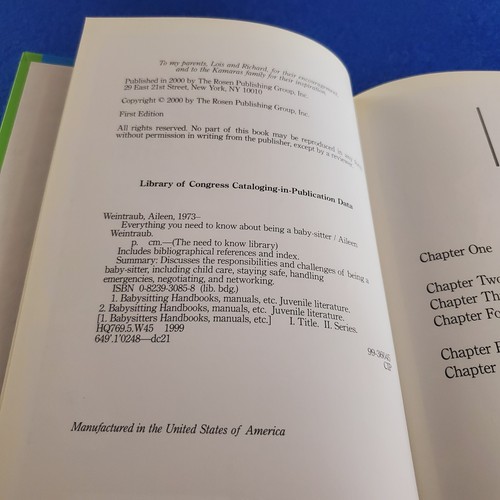 To my parents, Lois and Richard, for their encouragement
and to the Kamaras family for their inspiration.
Published in 2000 by The Rosen Publishing Group, Inc.
29 East 21st Street, New York, NY 10010
Copyright © 2000 by The Rosen Publishing Group, Inc.
First Edition
All rights reserved. No part of this book may be reproduced in any
without permission in writing from the publisher, except by a reviewer.
Library of Congress Cataloging-in-Publication Data
Weintraub, Aileen, 1973–
Everything you need to know about being a baby-sitter / Aileen
Weintraub.
p. cm.—(The need to know library)
Includes bibliographical references and index.
Summary: Discusses the responsibilities and challenges of being a
baby-sitter, including child care, staying safe, handling
emergencies, negotiating, and networking.
ISBN 0-8239-3085-8 (lib. bdg.)
1. Babysitting Handbooks, manuals, etc. Juvenile literature.
2. Babysitting Handbooks, manuals, etc. Juvenile literature.
[1. Babysitters Handbooks, manuals, etc.] I. Title. II. Series.
HQ769.5.W45 1999
649'.1'0248—dc21
CIP
Manufactured in the United States of America
Chapter One
Chapter Two
Chapter Th
Chapter Fo
Chapter F
Chapter